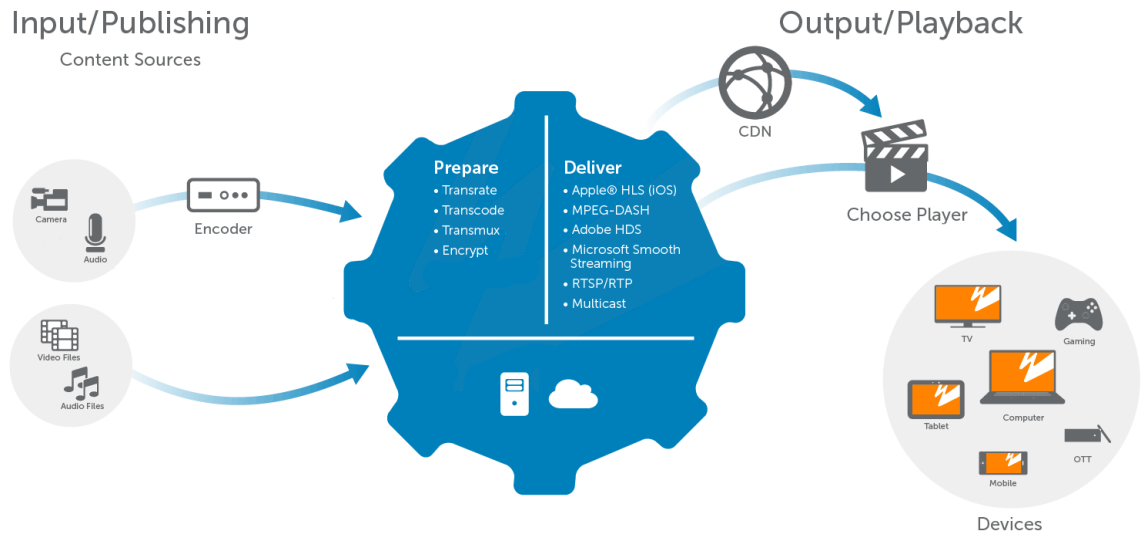 Input/Publishing
Content Sources
Camera
Audio
Encoder
Video Files
Audio Files
Prepare
• Transrate
• Transcode
• Transmux
• Encrypt
Deliver
• Apple® HLS (iOS)
• MPEG-DASH
• Adobe HDS
• Microsoft Smooth
Streaming
• RTSP/RTP
• Multicast
Output/Playback
CDN
Choose Player
TV
Gaming
Computer
Tablet
OTT
Mobile
Devices